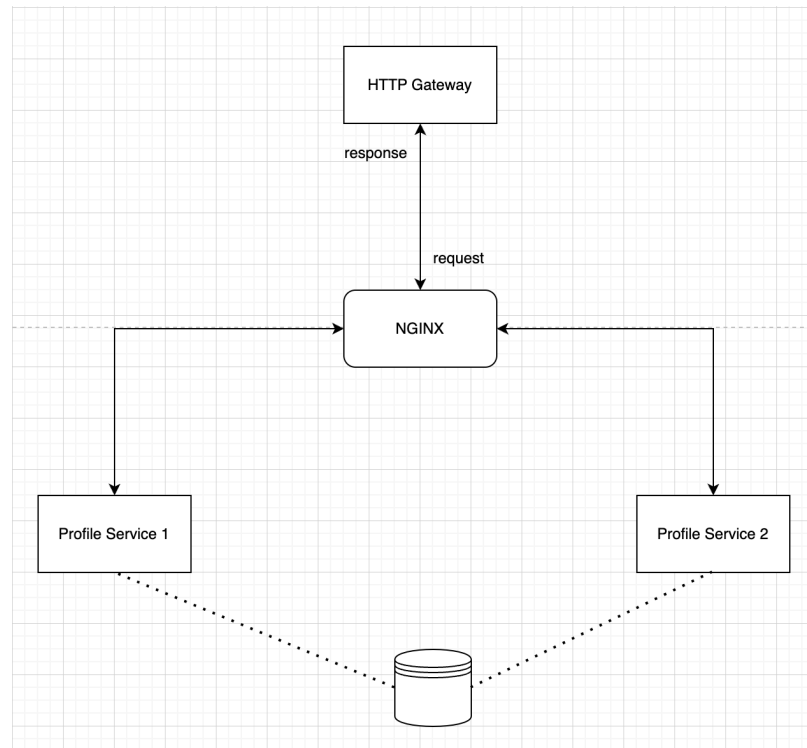 HTTP Gateway
response
request
NGINX
Profile Service 1
Profile Service 2